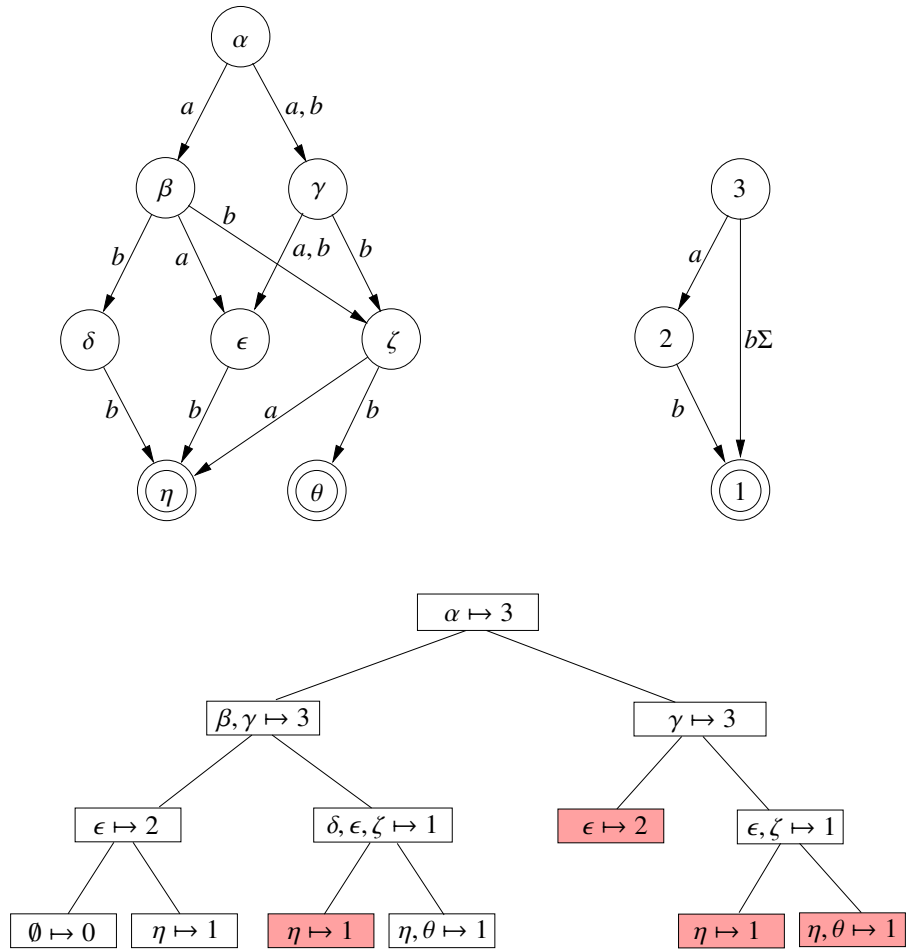 α
a a, b
β γ 3
b a b a, b b a
δ ϵ ζ 2 bΣ
b b a b b
η θ 1
α ↦ 3
β, γ ↦ 3 γ ↦ 3
ϵ ↦ 2 δ, ϵ, ζ ↦ 1 ϵ ↦ 2 ϵ, ζ ↦ 1
∅ ↦ 0 η ↦ 1 η ↦ 1 η, θ ↦ 1 η ↦ 1 η, θ ↦ 1